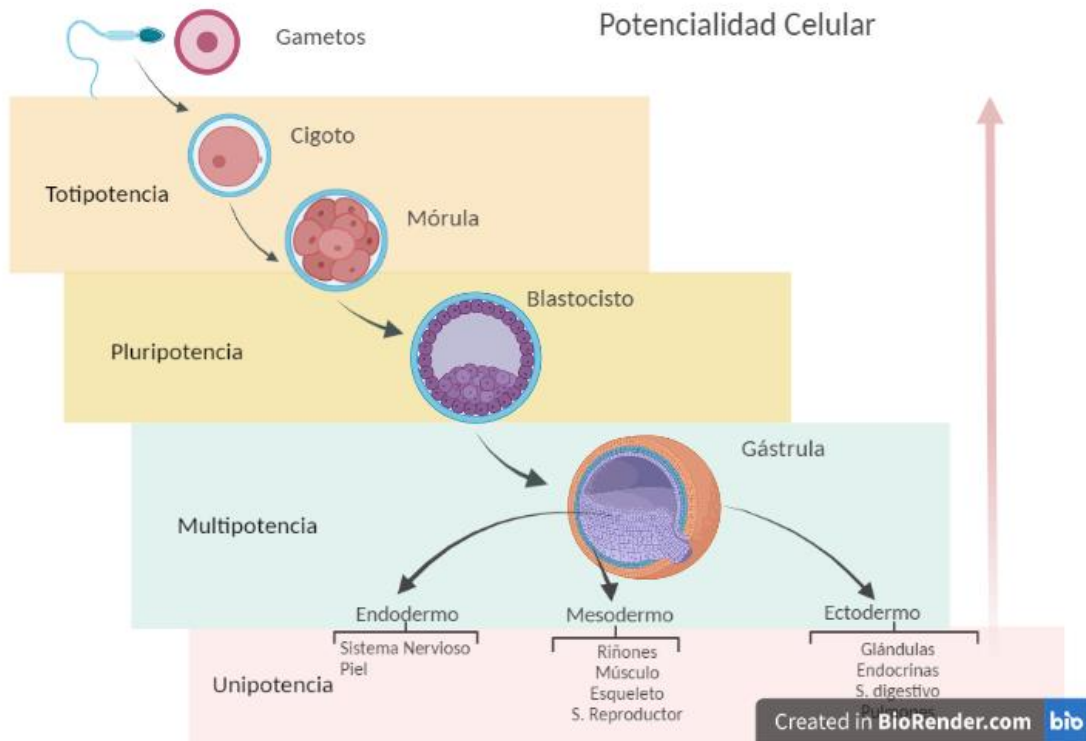 Potencialidad Celular
Gametos
Cigoto
Totipotencia
Mórula
Blastocisto
Pluripotencia
Gástrula
Multipotencia
Endodermo
Mesodermo
Ectodermo
Sistema Nervioso
Piel
Riñones
Músculo
Esqueleto
S. Reproductor
Glándulas
Endocrinas
S. digestivo
Pulmones
Unipotencia
Created in BioRender.com bio